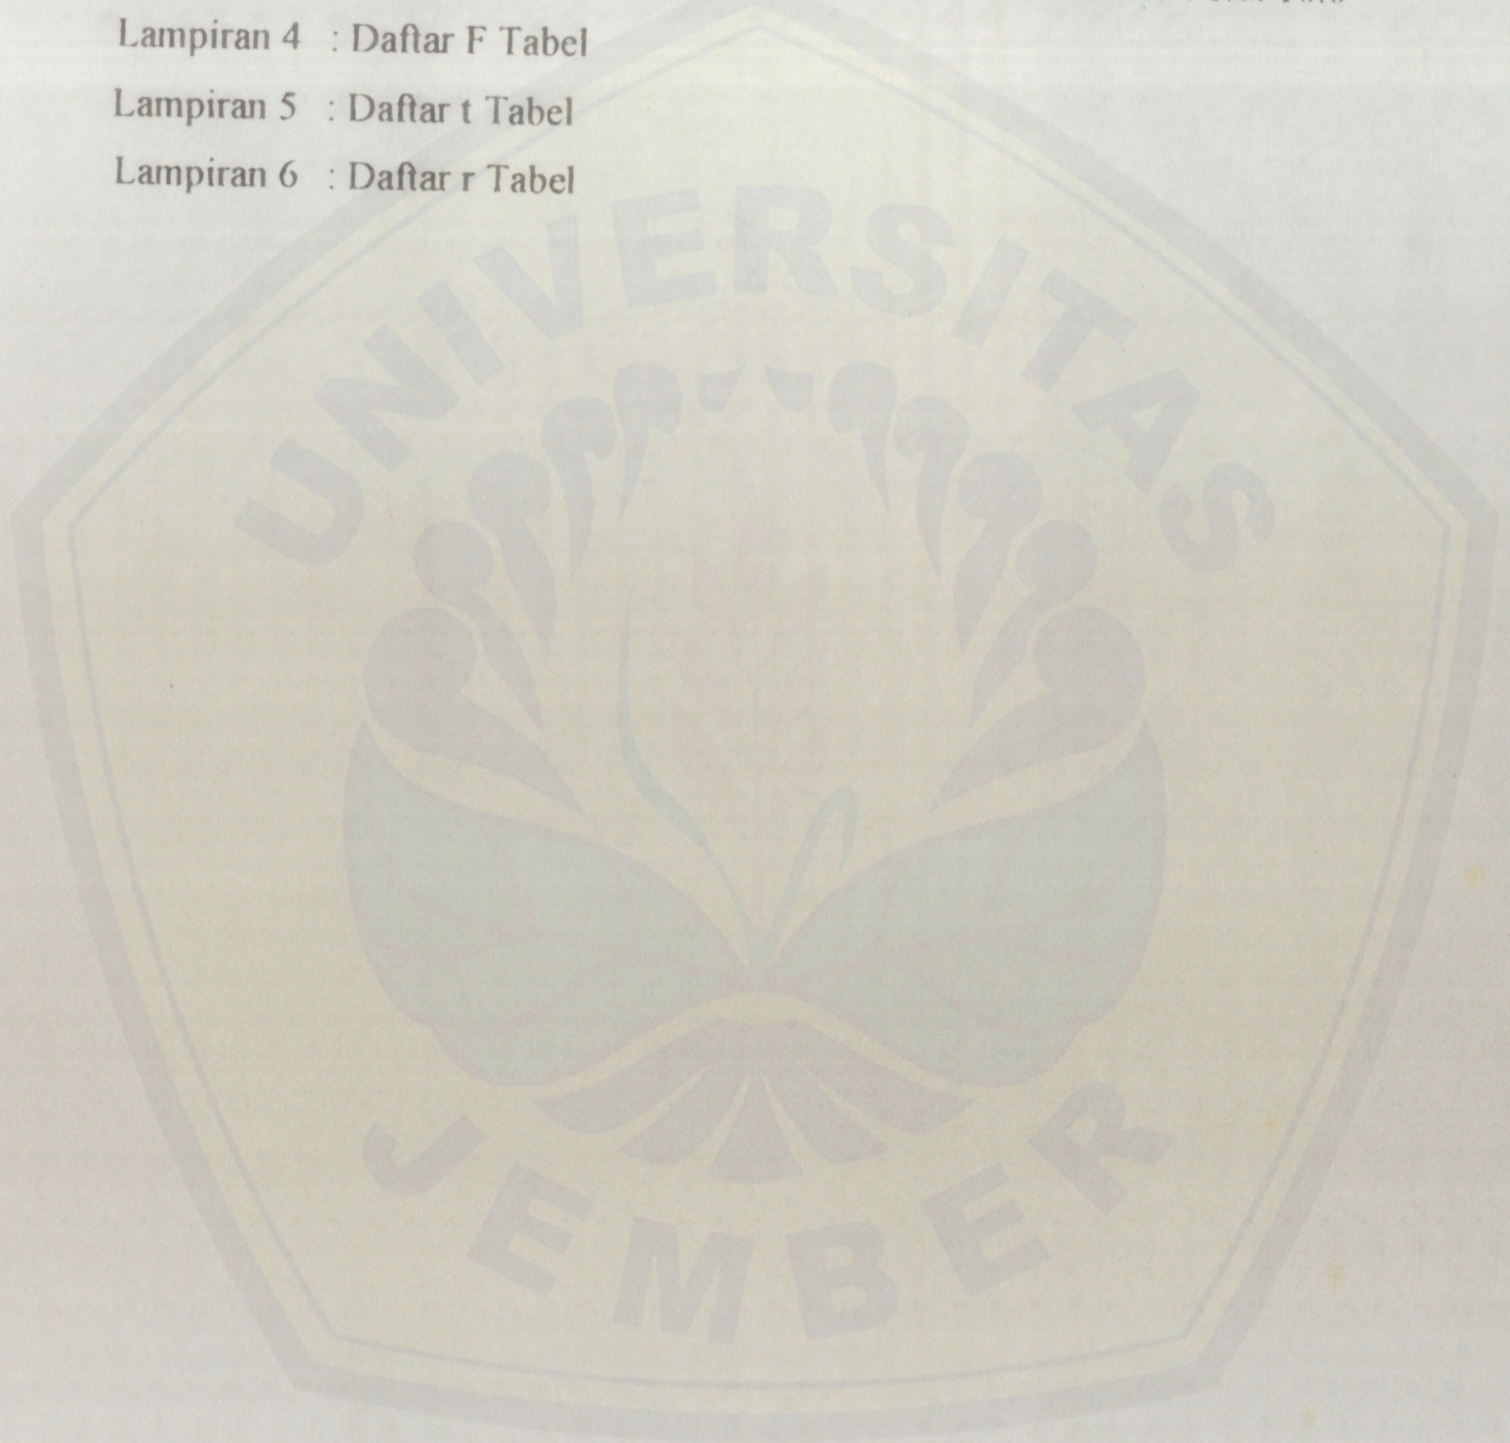 Lampiran 4 : Daftar F Tabel
Lampiran 5 : Daftar t Tabel
Lampiran 6 : Daftar r Tabel
UNIVERSITAS
JEMBER